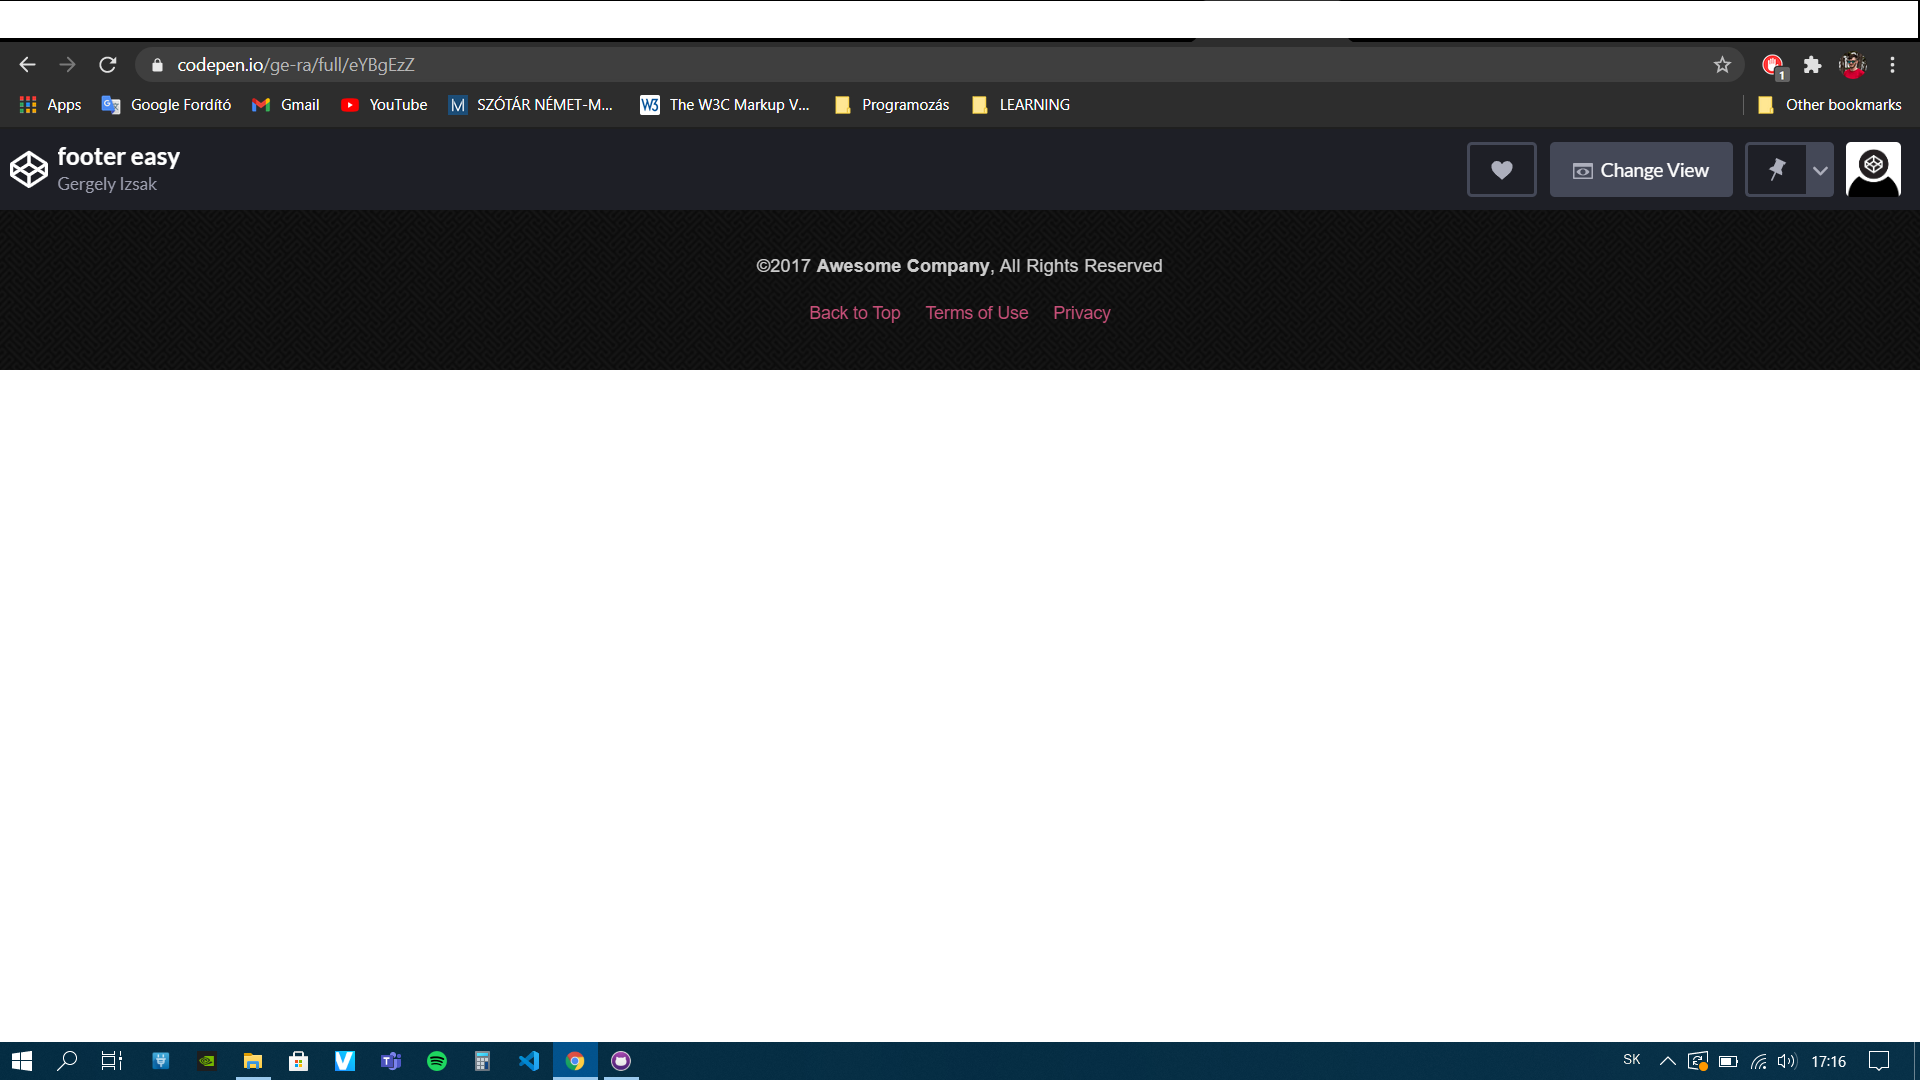 codepen.io/ge-ra/full/eYBgEzZ
1
Apps
Google Fordító
Gmail
YouTube
M
SZÓTÁR NÉMET-M...
W3
The W3C Markup V...
Programozás
LEARNING
Other bookmarks
footer easy
Gergely Izsak
Change View
©2017 Awesome Company, All Rights Reserved
Back to Top Terms of Use Privacy
SK
17:16